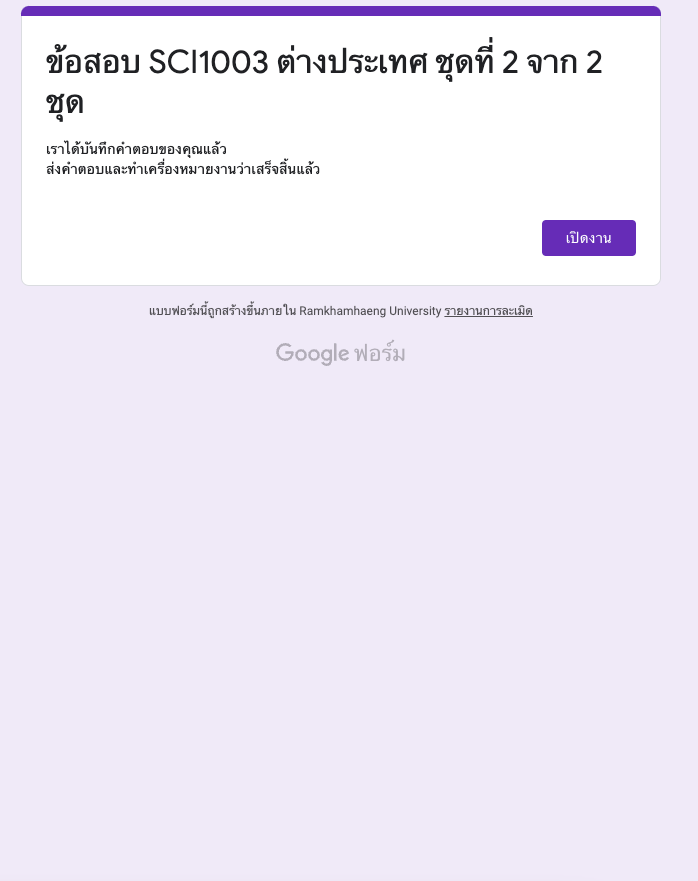 ข้อสอบ SCI1003 ต่างประเทศ ชุดที่ 2 จาก 2
ชุด
เราได้บันทึกคำตอบของคุณแล้ว
ส่งคำตอบและทำเครื่องหมายงานว่าเสร็จสิ้นแล้ว
เปิดงาน
แบบฟอร์มนี้ถูกสร้างขึ้นภายใน Ramkhamhaeng University รายงานการละเมิด
Google ฟอร์ม